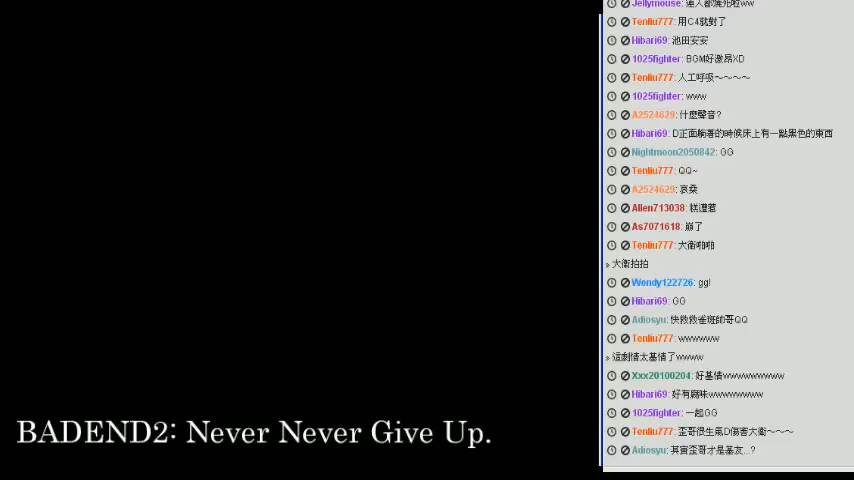 Jellymouse: 連人都燒死啦ww
Tenliu777: 用C4就對了
Hibari69: 池田安安
1025fighter: BGM好激昂XD
Tenliu777: 人工呼吸～～～～
1025fighter: www
A2524629: 什麼聲音?
Hibari69: D正面躺著的時候床上有一點黑色的東西
Nightmoon2050842: GG
Tenliu777: QQ~
A2524629: 哀桑
Allen713038: 糕遭惹
As7071618: 崩了
Tenliu777: 大衛啪啪
» 大衛拍拍
Wendy122726: gg!
Hibari69: GG
Adiosyu: 快救救雀斑帥哥QQ
Tenliu777: wwwwww
» 這劇情太基情了wwww
Xxx20100204: 好基情wwwwwwwww
Hibari69: 好有腐味wwwwwwww
1025fighter: 一起GG
Tenliu777: 歪哥很生氣D傷害大衛～～～
Adiosyu: 其實歪哥才是基友...?
BADEND2: Never Never Give Up.